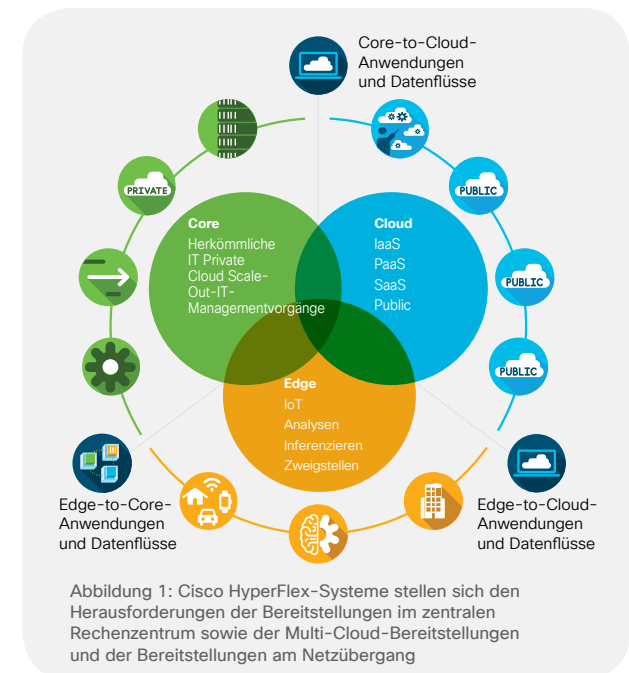 Core-to-Cloud-
Anwendungen
und Datenflüsse
PRIVATE
PUBLIC
PUBLIC
PUBLIC
Core
Herkömmliche
IT Private
Cloud Scale-
Out-IT-
Managementvorgänge
Cloud
IaaS
PaaS
SaaS
Public
Edge
IoT
Analysen
Inferenzieren
Zweigstellen
Edge-to-Core-
Anwendungen
und Datenflüsse
Edge-to-Cloud-
Anwendungen
und Datenflüsse
Abbildung 1: Cisco HyperFlex-Systeme stellen sich den
Herausforderungen der Bereitstellungen im zentralen
Rechenzentrum sowie der Multi-Cloud-Bereitstellungen
und der Bereitstellungen am Netzübergang